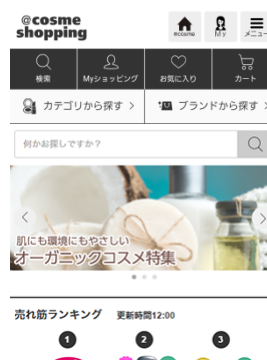 @cosme
shopping
@cosme
My
メニュー
検索
Myショッピング
お気に入り
カート
カテゴリから探す
ブランドから探す
何かお探しですか?
肌にも環境にもやさしい
オーガニックコスメ特集
売れ筋ランキング 更新時間12:00
1 2 3